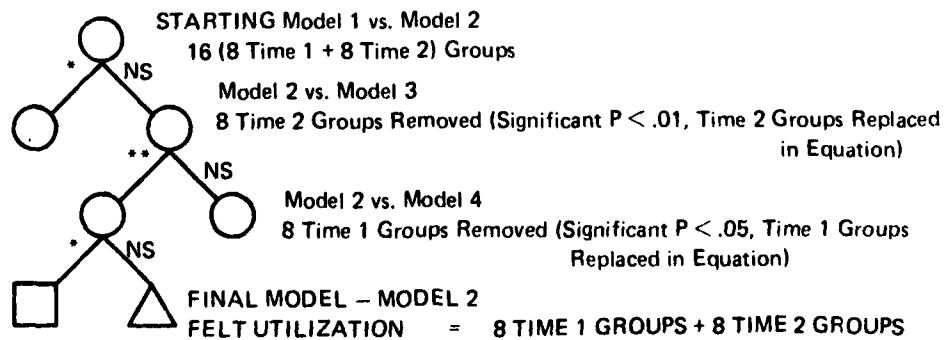 STARTING Model 1 vs. Model 2
16 (8 Time 1 + 8 Time 2) Groups
* NS
Model 2 vs. Model 3
8 Time 2 Groups Removed (Significant P < .01, Time 2 Groups Replaced
in Equation)
** NS
Model 2 vs. Model 4
8 Time 1 Groups Removed (Significant P < .05, Time 1 Groups
Replaced in Equation)
* NS
FINAL MODEL – MODEL 2
FELT UTILIZATION = 8 TIME 1 GROUPS + 8 TIME 2 GROUPS